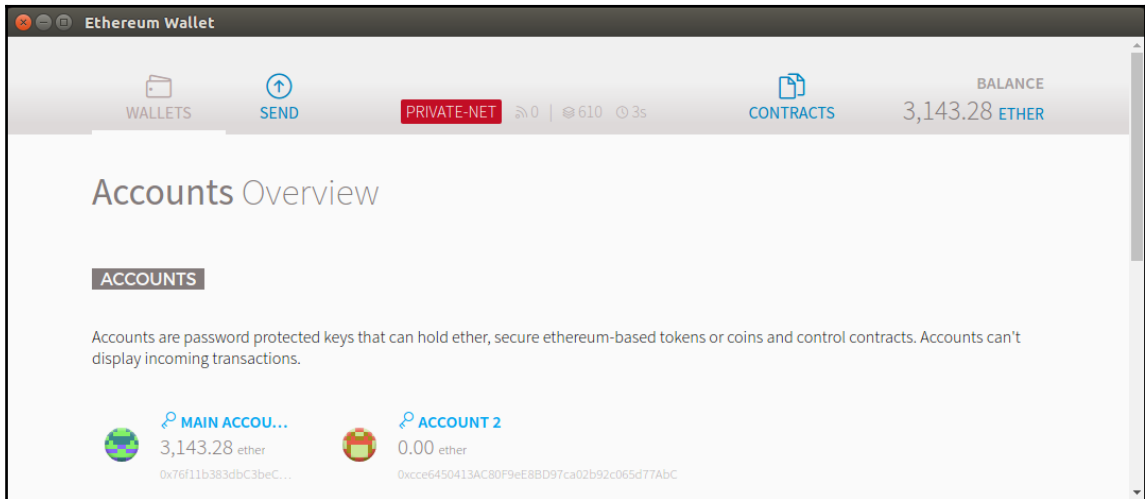 Ethereum Wallet
BALANCE
WALLETS SEND PRIVATE-NET 0 | 610 3s CONTRACTS 3,143.28 ETHER
Accounts Overview
ACCOUNTS
Accounts are password protected keys that can hold ether, secure ethereum-based tokens or coins and control contracts. Accounts can't
display incoming transactions.
MAIN ACCOU... ACCOUNT 2
3,143.28 ether 0.00 ether
0x76f11b383dbC3beC... 0xcce6450413AC80F9eE8BD97ca02b92c065d77AbC